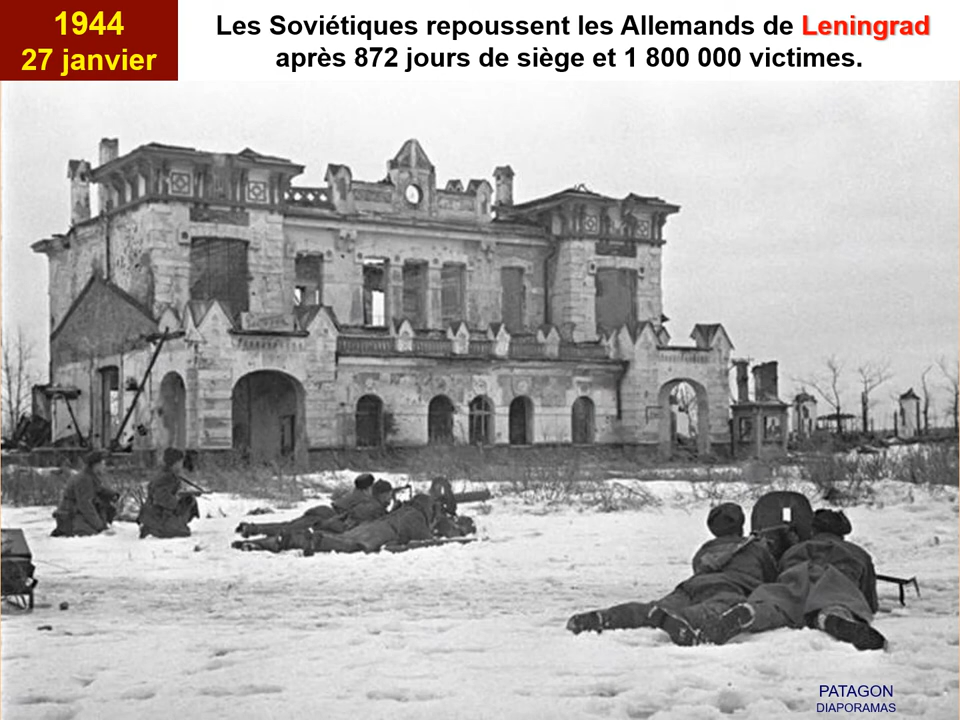 1944
27 janvier
Les Soviétiques repoussent les Allemands de Leningrad
après 872 jours de siège et 1 800 000 victimes.
PATAGON
DIAPORAMAS